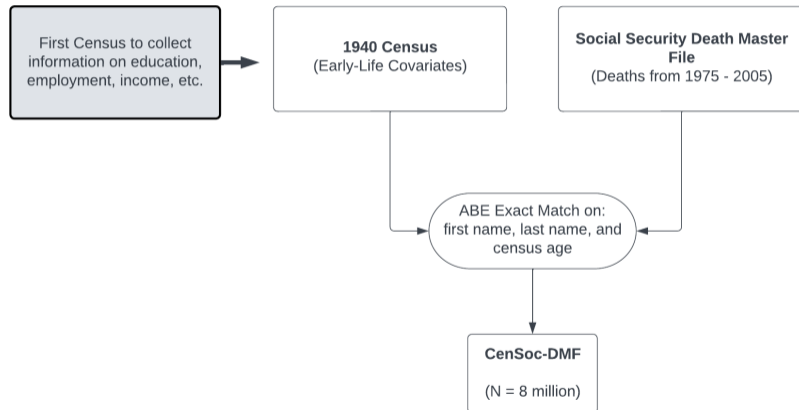 First Census to collect
information on education,
employment, income, etc.
1940 Census
(Early-Life Covariates)
Social Security Death Master
File
(Deaths from 1975 - 2005)
ABE Exact Match on:
first name, last name, and
census age
CenSoc-DMF
(N = 8 million)